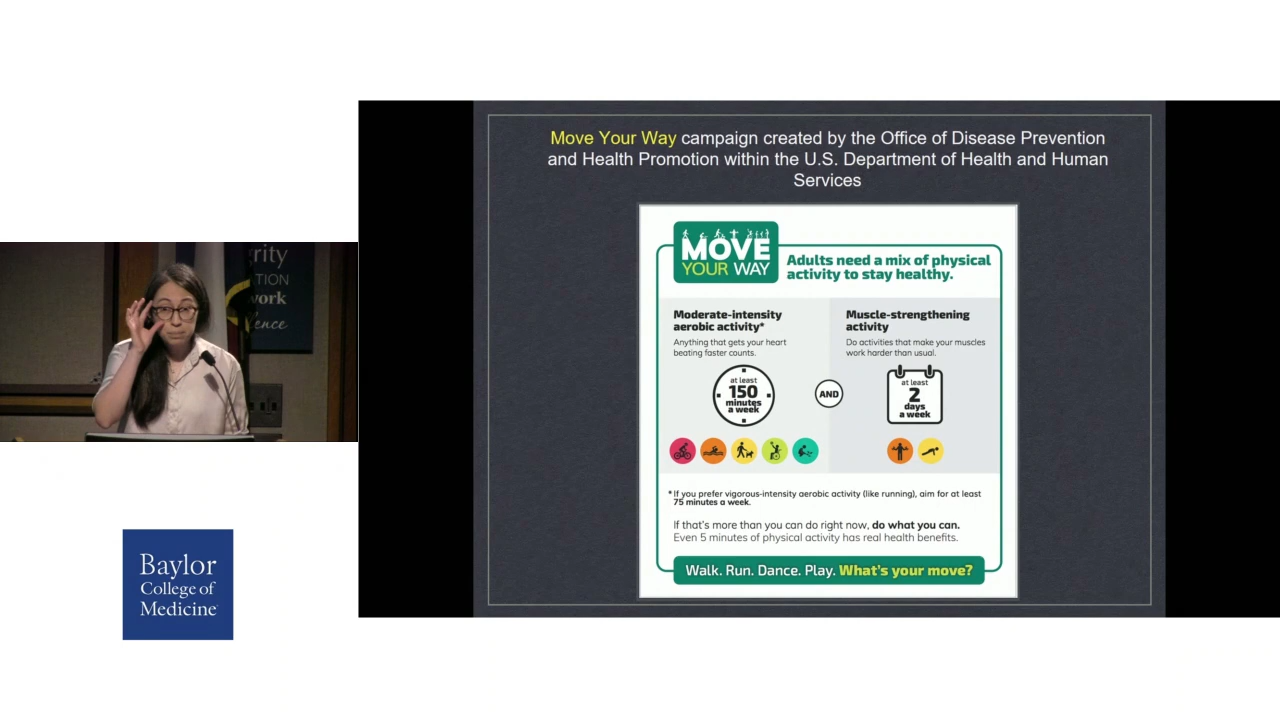 Move Your Way campaign created by the Office of Disease Prevention
and Health Promotion within the U.S. Department of Health and Human
Services
MOVE
YOUR WAY
Adults need a mix of physical
activity to stay healthy.
Moderate-intensity
aerobic activity*
Anything that gets your heart
beating faster counts.
at least
150
minutes
a week
AND
Muscle-strengthening
activity
Do activities that make your muscles
work harder than usual.
at least
2
days
a week
* If you prefer vigorous-intensity aerobic activity (like running), aim for at least
75 minutes a week.
If that's more than you can do right now, do what you can.
Even 5 minutes of physical activity has real health benefits.
Walk. Run. Dance. Play. What's your move?
Baylor
College of
Medicine